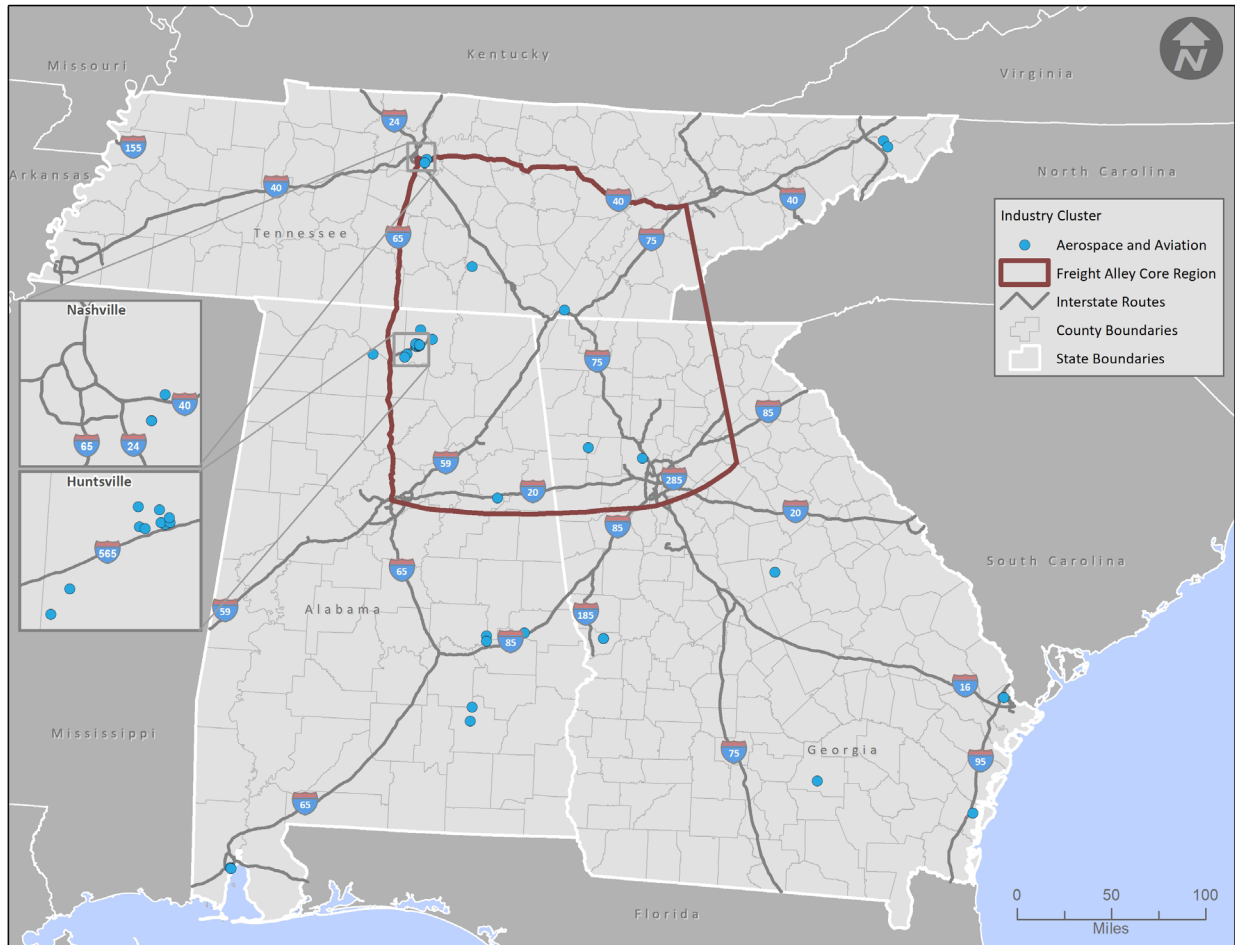 Kentucky
Missouri
Virginia
N
24
155
Arkansas
40
North Carolina
40
40
Tennessee
65
75
Industry Cluster
Aerospace and Aviation
Freight Alley Core Region
Interstate Routes
County Boundaries
State Boundaries
Nashville
40
65
24
75
85
59
285
20
20
85
Huntsville
565
65
South Carolina
59
Alabama
185
85
16
Mississippi
75
Georgia
95
65
0 50 100
Miles
Florida